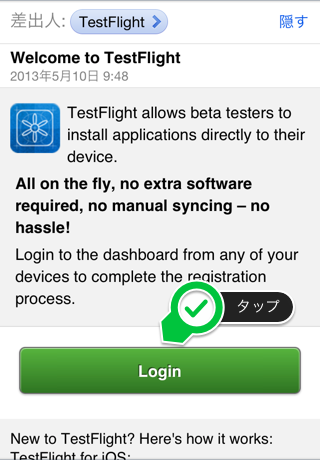 差出人: TestFlight 隠す
Welcome to TestFlight
2013年5月10日 9:48
TestFlight allows beta testers to
install applications directly to their
device.
All on the fly, no extra software
required, no manual syncing – no
hassle!
Login to the dashboard from any of your
devices to complete the registration
process.
タップ
Login
New to TestFlight? Here's how it works:
TestFlight for iOS: